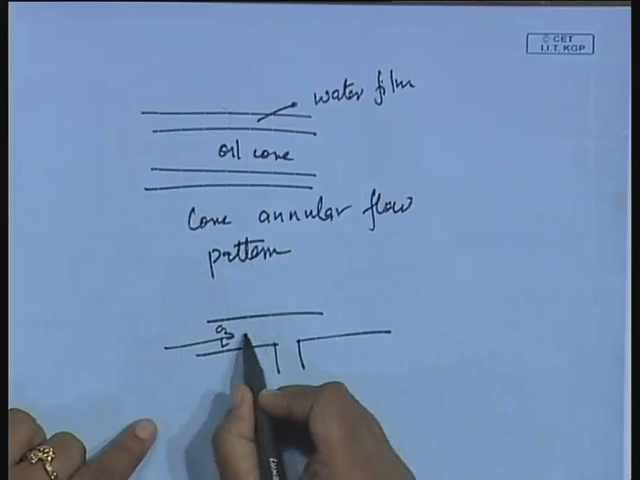 © CET
I.I.T. KGP
water film
oil core
Core annular flow
pattern